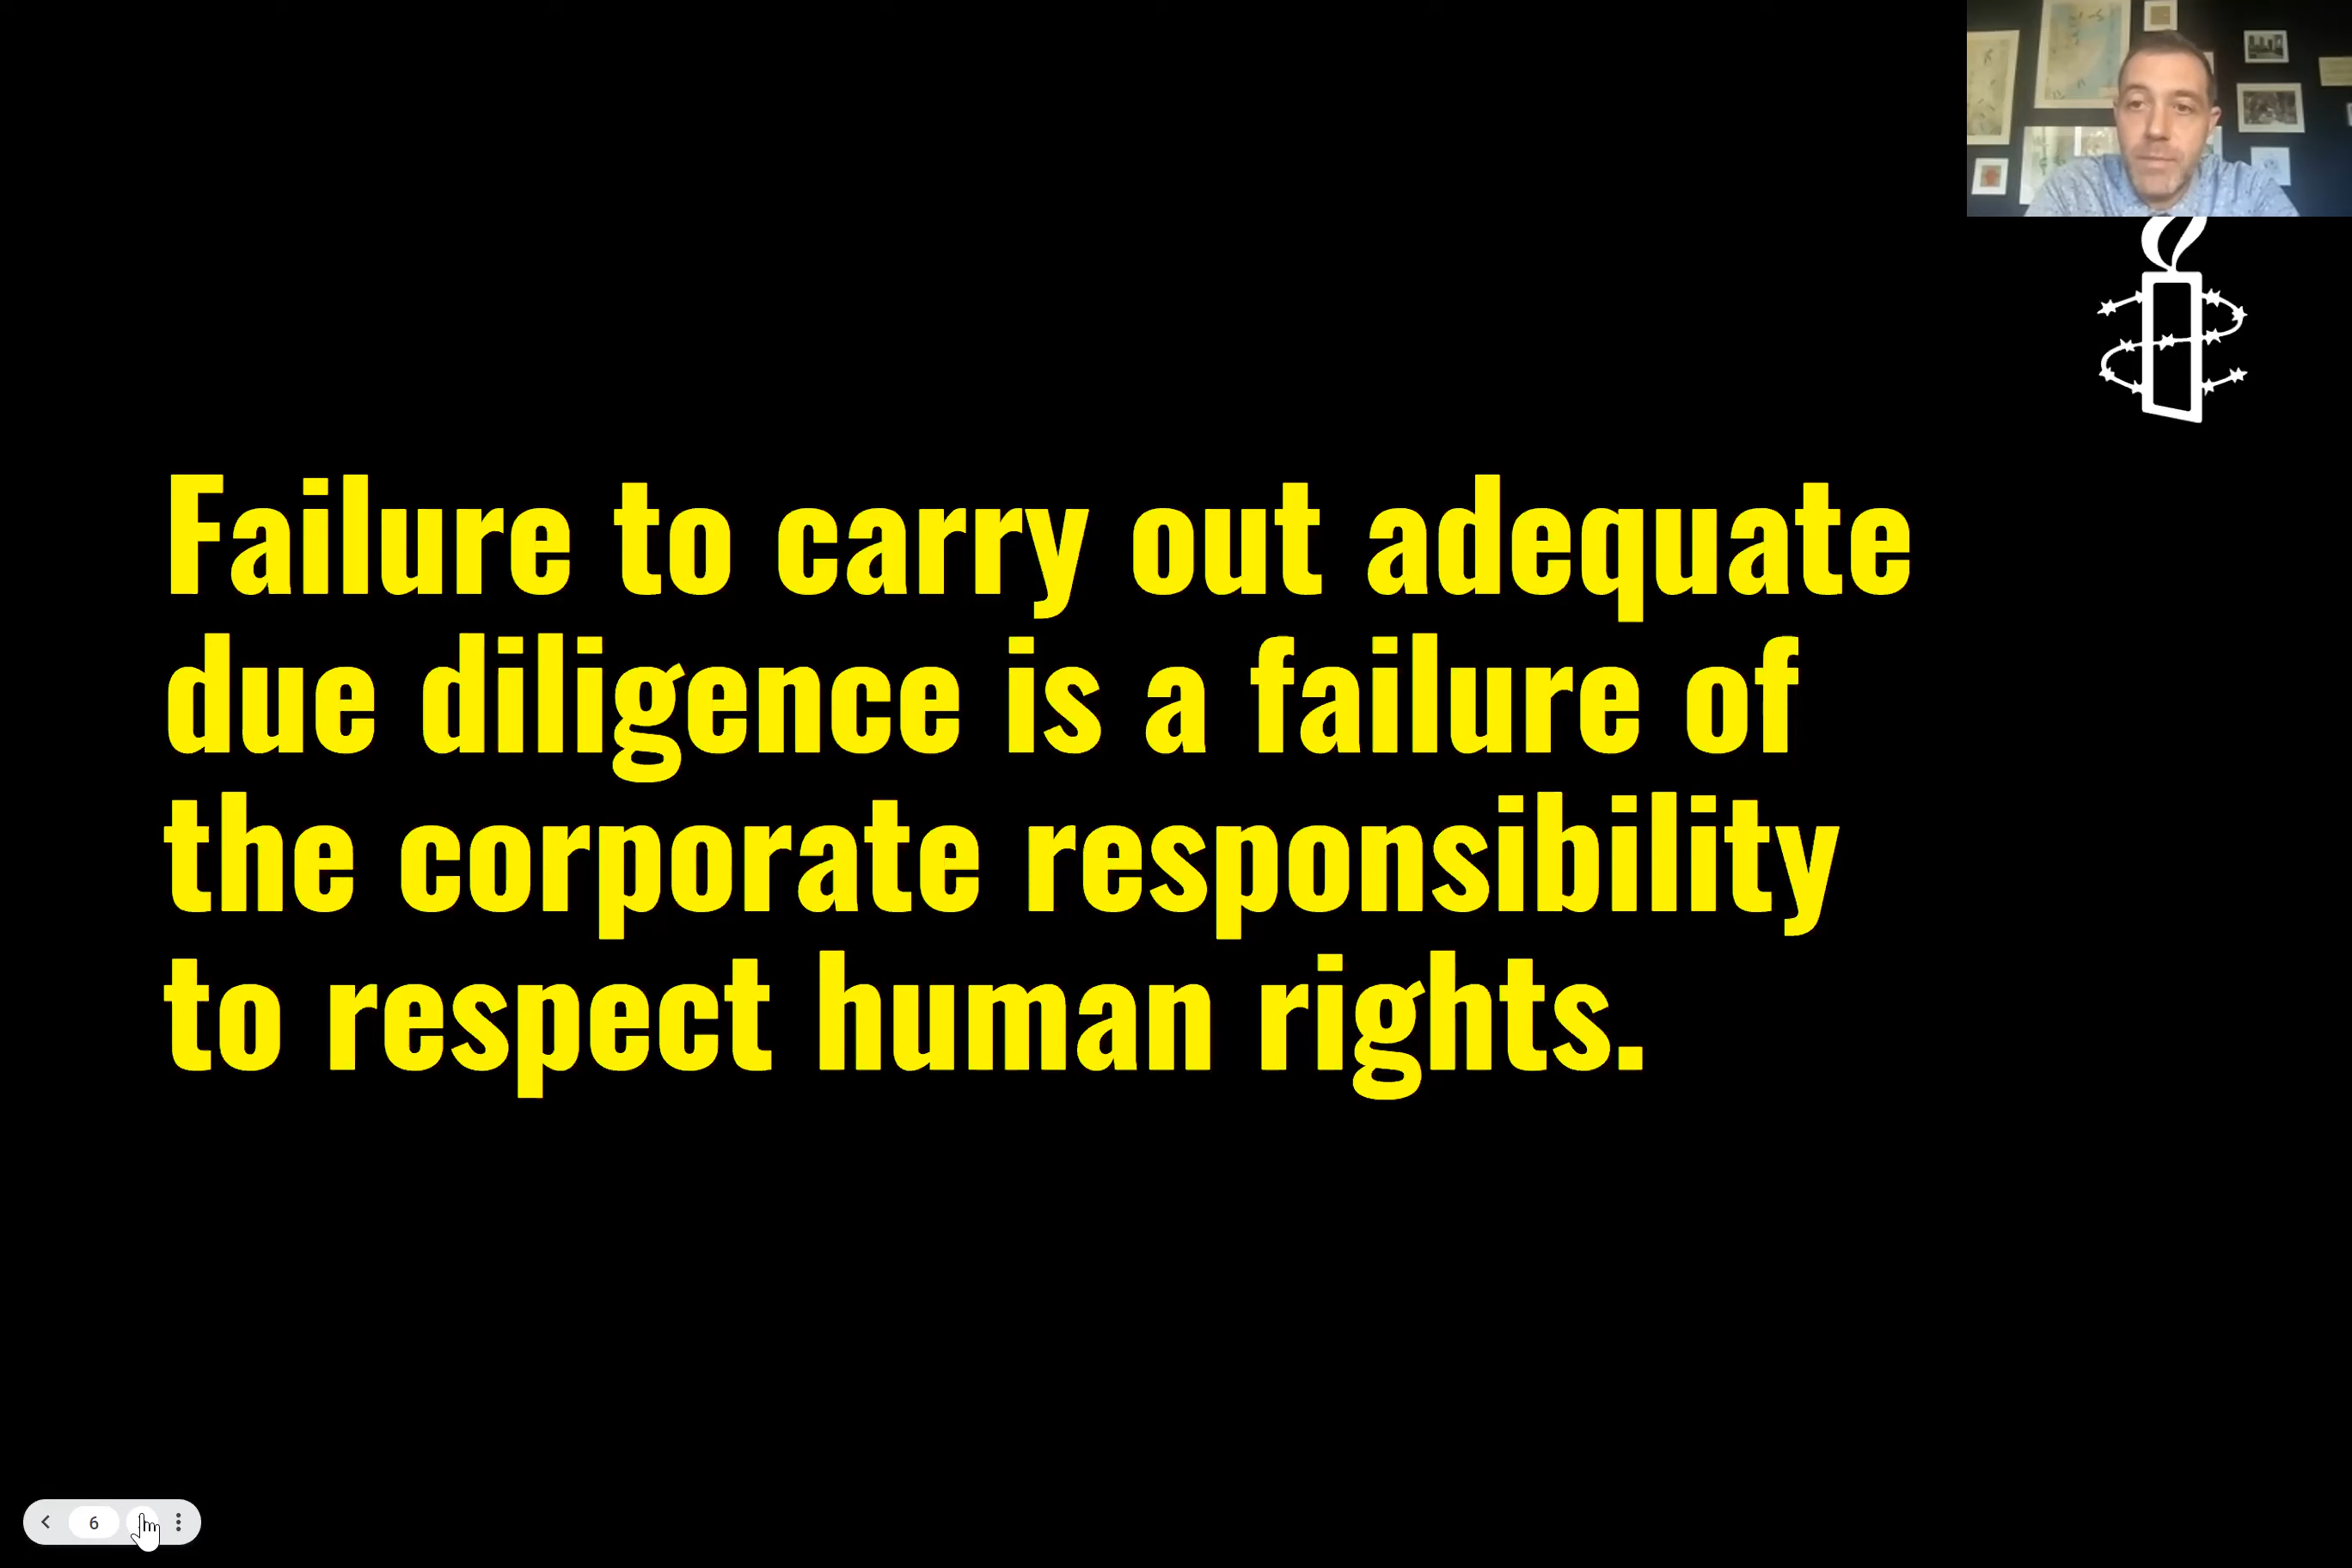 Failure to carry out adequate
due diligence is a failure of
the corporate responsibility
to respect human rights.
6